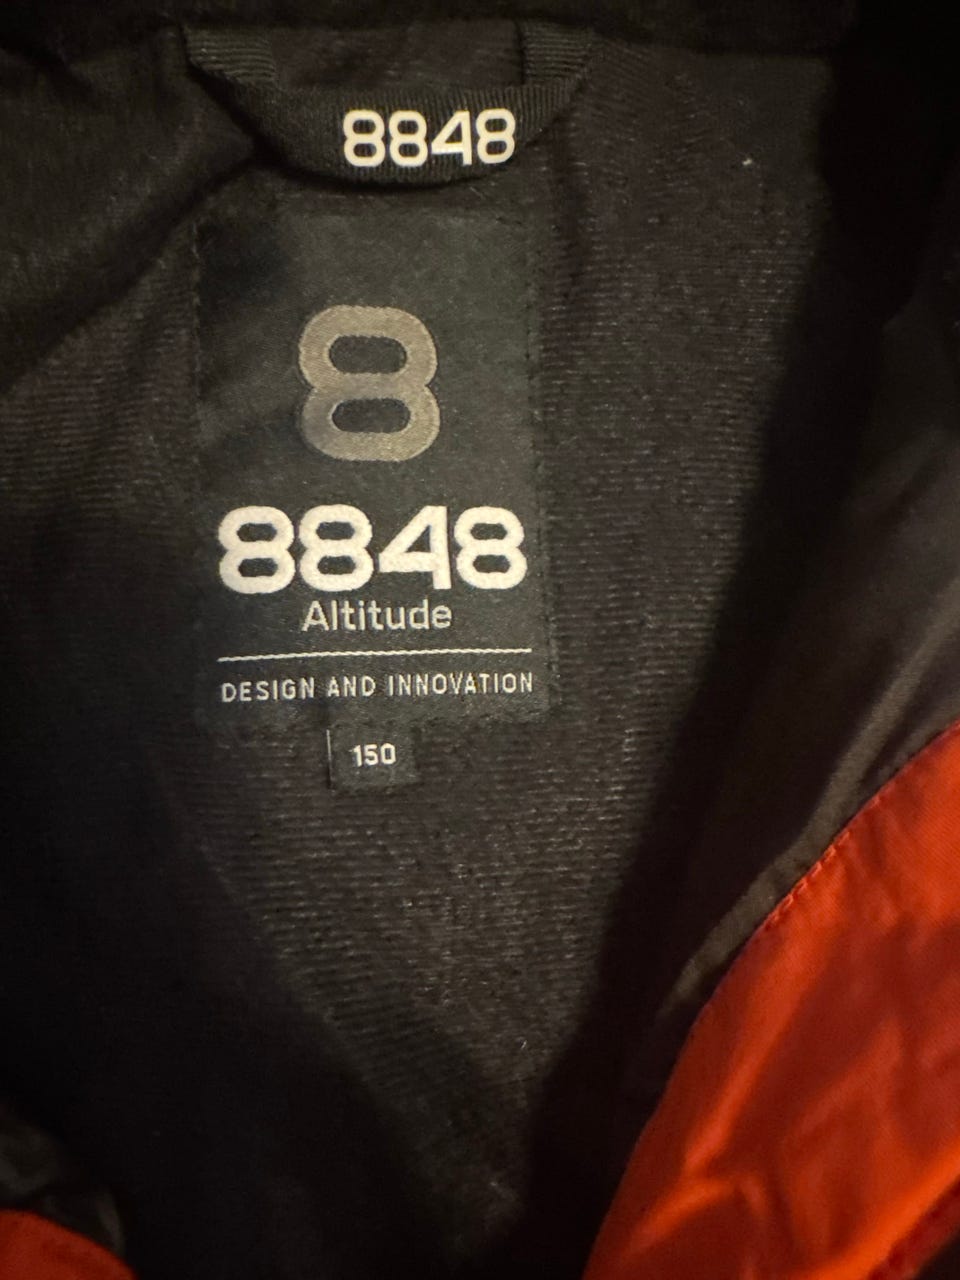 8848
8
8848
Altitude
DESIGN AND INNOVATION
150